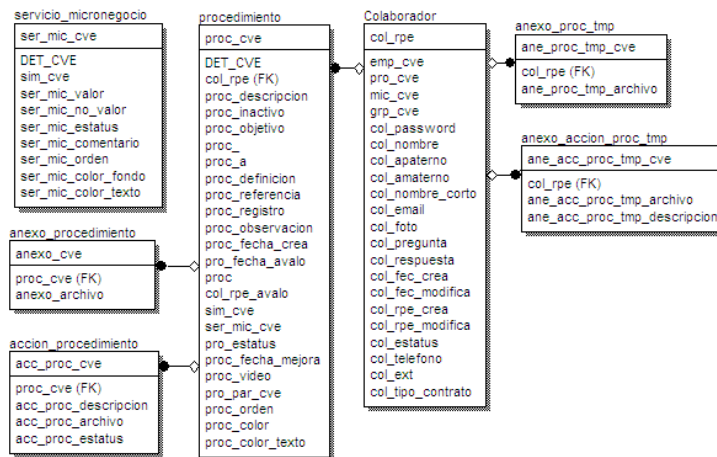 servicio_micronegocio
ser_mic_cve
DET_CVE
sim_cve
ser_mic_valor
ser_mic_no_valor
ser_mic_estatus
ser_mic_comentario
ser_mic_orden
ser_mic_color_fondo
ser_mic_color_texto
anexo_procedimiento
anexo_cve
proc_cve (FK)
anexo_archivo
accion_procedimiento
acc_proc_cve
proc_cve (FK)
acc_proc_descripcion
acc_proc_archivo
acc_proc_estatus
procedimiento
proc_cve
DET_CVE
col_rpe (FK)
proc_descripcion
proc_inactivo
proc_objetivo
proc_
proc_a
proc_definicion
proc_referencia
proc_registro
proc_observacion
proc_fecha_crea
pro_fecha_avalo
proc
col_rpe_avalo
sim_cve
ser_mic_cve
pro_estatus
proc_fecha_mejora
proc_video
pro_par_cve
proc_orden
proc_color
proc_color_texto
Colaborador
col_rpe
emp_cve
pro_cve
mic_cve
grp_cve
col_password
col_nombre
col_apaterno
col_amaterno
col_nombre_corto
col_email
col_foto
col_pregunta
col_respuesta
col_fec_crea
col_fec_modifica
col_rpe_crea
col_rpe_modifica
col_estatus
col_telefono
col_ext
col_tipo_contrato
anexo_proc_tmp
ane_proc_tmp_cve
col_rpe (FK)
ane_proc_tmp_archivo
anexo_accion_proc_tmp
ane_acc_proc_tmp_cve
col_rpe (FK)
ane_acc_proc_tmp_archivo
ane_acc_proc_tmp_descripcion